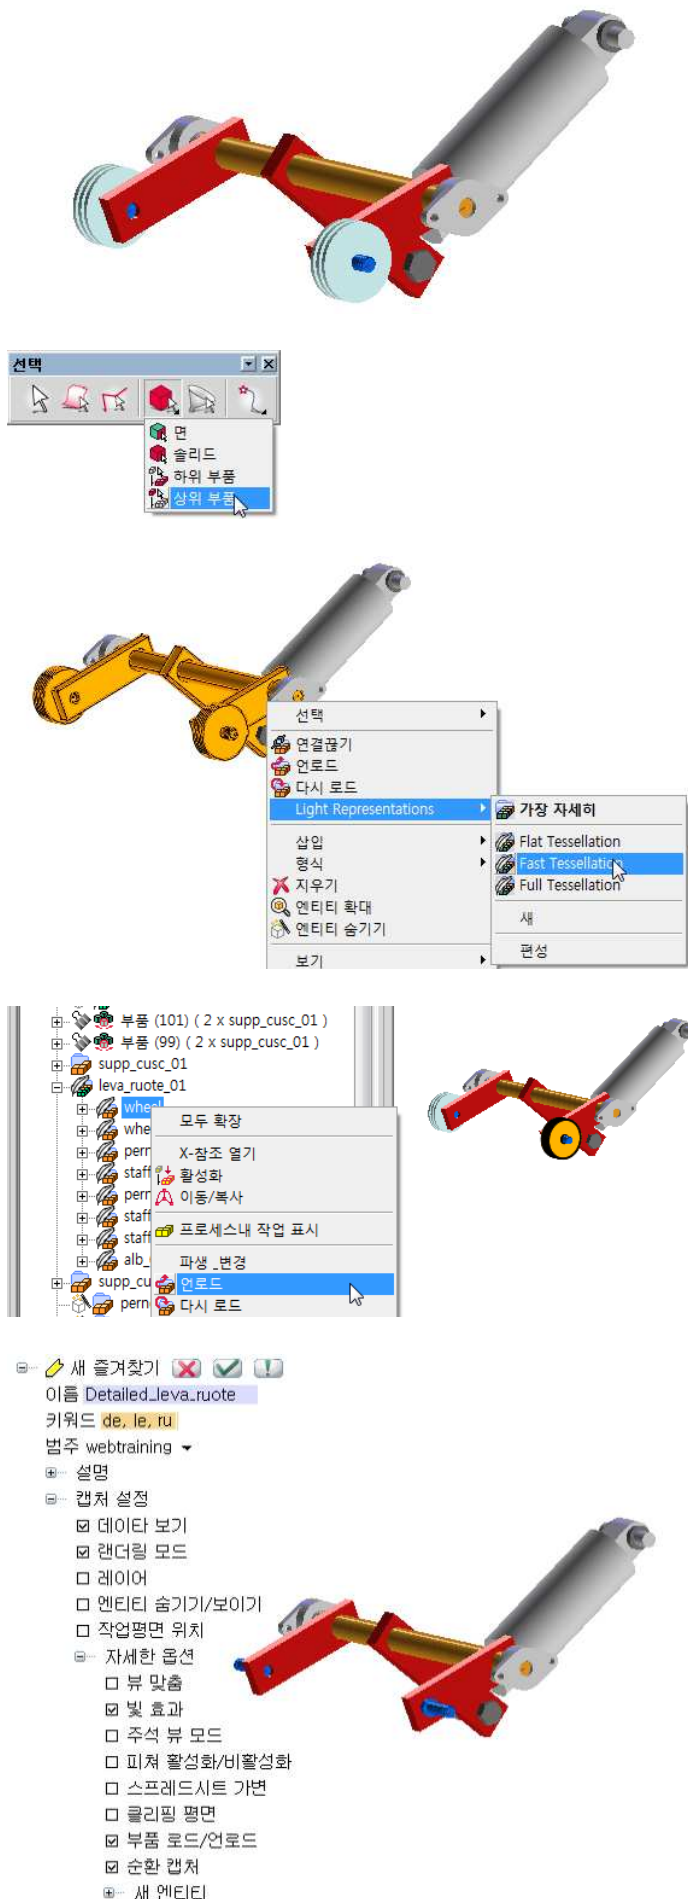 선택
면
솔리드
하위 부품
상위 부품
선택
연결끊기
언로드
다시 로드
Light Representations
삽입
형식
지우기
엔티티 확대
엔티티 숨기기
보기
가장 자세히
Flat Tessellation
Fast Tessellation
Full Tessellation
새
편성
부품 (101) ( 2 x supp_cusc_01 )
부품 (99) ( 2 x supp_cusc_01 )
supp_cusc_01
leva_ruote_01
wheel
whe
pern
staff
pern
staff
staff
alb_
supp_cu
pern
모두 확장
X-참조 열기
활성화
이동/복사
프로세스내 작업 표시
파생 _변경
언로드
다시 로드
새 즐겨찾기
이름 Detailed_leva_ruote
키워드 de, le, ru
범주 webtraining
설명
캡처 설정
데이타 보기
랜더링 모드
레이어
엔티티 숨기기/보이기
작업평면 위치
자세한 옵션
뷰 맞춤
빛 효과
주석 뷰 모드
피쳐 활성화/비활성화
스프레드시트 가변
클리핑 평면
부품 로드/언로드
순환 캡처
새 엔티티